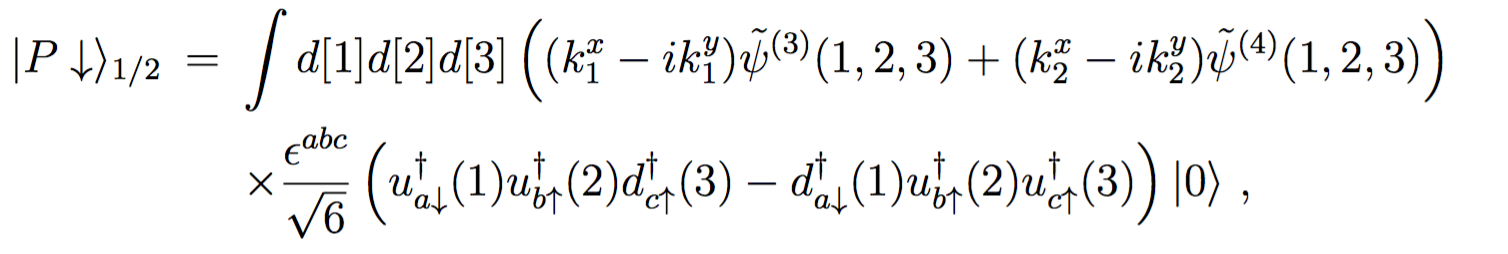 |P ↓⟩_{1/2} = ∫ d[1]d[2]d[3] ( (k_1^x − ik_1^y) ψ̃^{(3)}(1, 2, 3) + (k_2^x − ik_2^y) ψ̃^{(4)}(1, 2, 3) )
× \frac{ϵ^{abc}}{√6} ( u_{a↓}^†(1) u_{b↑}^†(2) d_{c↑}^†(3) − d_{a↓}^†(1) u_{b↑}^†(2) u_{c↑}^†(3) ) |0⟩ ,